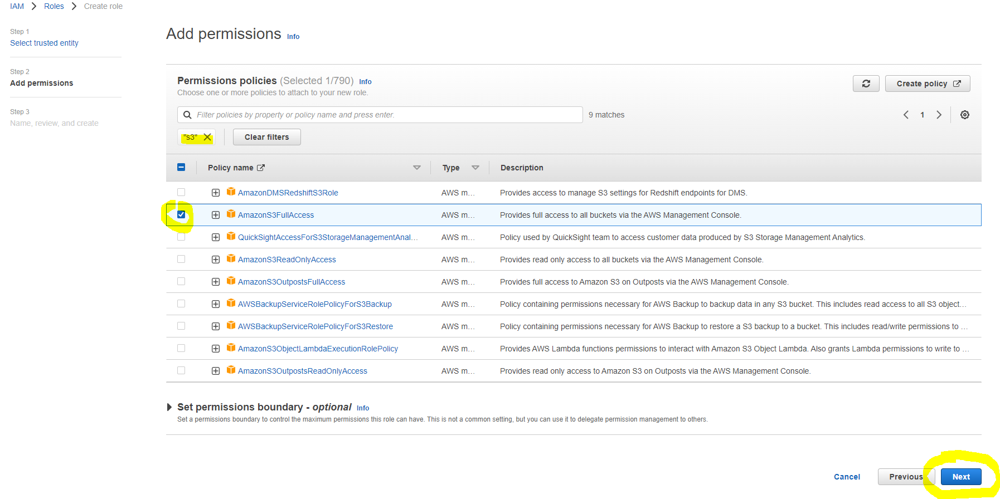 IAM > Roles > Create role
Step 1
Select trusted entity
Step 2
Add permissions
Step 3
Name, review, and create
Add permissions Info
Permissions policies (Selected 1/790) Info
Choose one or more policies to attach to your new role.
Create policy
Filter policies by property or policy name and press enter.
9 matches
1
"s3"
Clear filters
Policy name Type Description
AmazonDMSRedshiftS3Role AWS m... Provides access to manage S3 settings for Redshift endpoints for DMS.
AmazonS3FullAccess AWS m... Provides full access to all buckets via the AWS Management Console.
QuickSightAccessForS3StorageManagementAnal... AWS m... Policy used by QuickSight team to access customer data produced by S3 Storage Management Analytics.
AmazonS3ReadOnlyAccess AWS m... Provides read only access to all buckets via the AWS Management Console.
AmazonS3OutpostsFullAccess AWS m... Provides full access to Amazon S3 on Outposts via the AWS Management Console.
AWSBackupServiceRolePolicyForS3Backup AWS m... Policy containing permissions necessary for AWS Backup to backup data in any S3 bucket. This includes read access to all S3 object...
AWSBackupServiceRolePolicyForS3Restore AWS m... Policy containing permissions necessary for AWS Backup to restore a S3 backup to a bucket. This includes read/write permissions to ...
AmazonS3ObjectLambdaExecutionRolePolicy AWS m... Provides AWS Lambda functions permissions to interact with Amazon S3 Object Lambda. Also grants Lambda permissions to write to ...
AmazonS3OutpostsReadOnlyAccess AWS m... Provides read only access to Amazon S3 on Outposts via the AWS Management Console.
Set permissions boundary - optional Info
Set a permissions boundary to control the maximum permissions this role can have. This is not a common setting, but you can use it to delegate permission management to others.
Cancel Previous Next